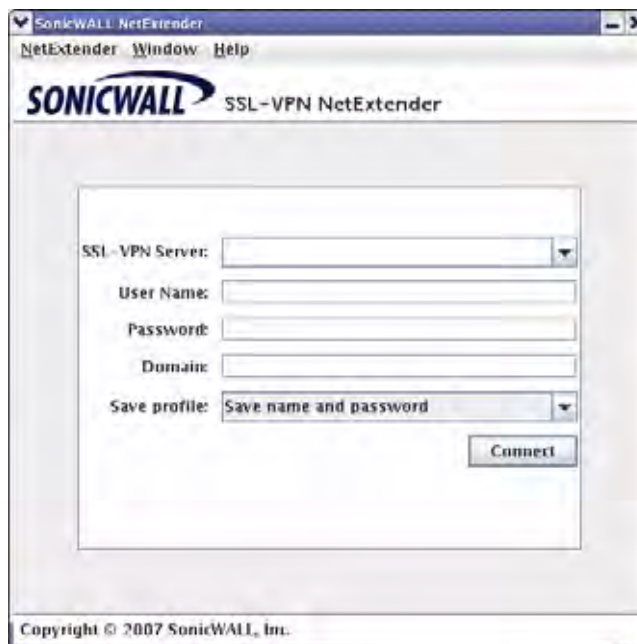 SonicWALL NetExtender
NetExtender Window Help
SONICWALL SSL-VPN NetExtender
SSL-VPN Server:
User Name:
Password:
Domain:
Save profile: Save name and password
Connect
Copyright © 2007 SonicWALL, Inc.